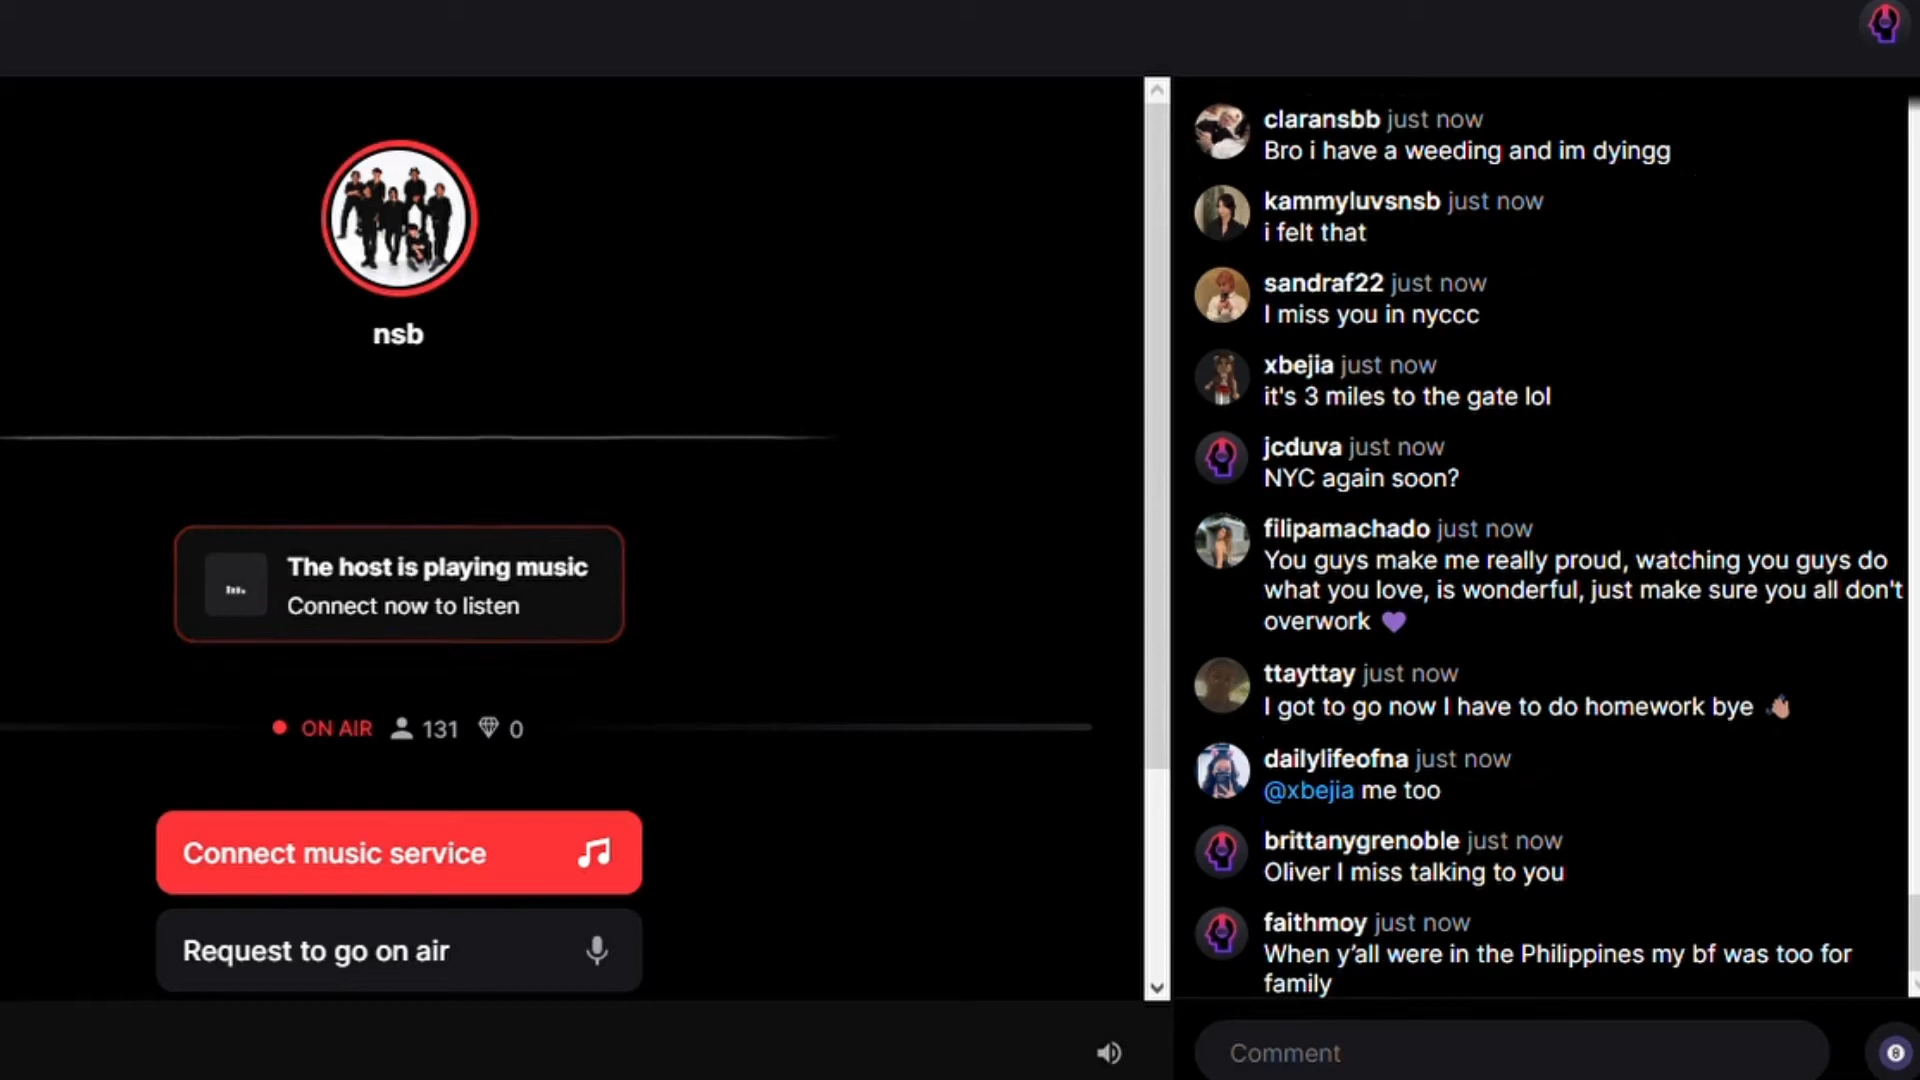 nsb
The host is playing music
Connect now to listen
ON AIR 131 0
Connect music service
Request to go on air
claransbb just now
Bro i have a weeding and im dyingg
kammyluvsnsb just now
i felt that
sandraf22 just now
I miss you in nyccc
xbejia just now
it's 3 miles to the gate lol
jcduva just now
NYC again soon?
filipamachado just now
You guys make me really proud, watching you guys do
what you love, is wonderful, just make sure you all don't
overwork 💜
ttayttay just now
I got to go now I have to do homework bye 👋🏽
dailylifeofna just now
@xbejia me too
brittanygrenoble just now
Oliver I miss talking to you
faithmoy just now
When y’all were in the Philippines my bf was too for
family
Comment
8